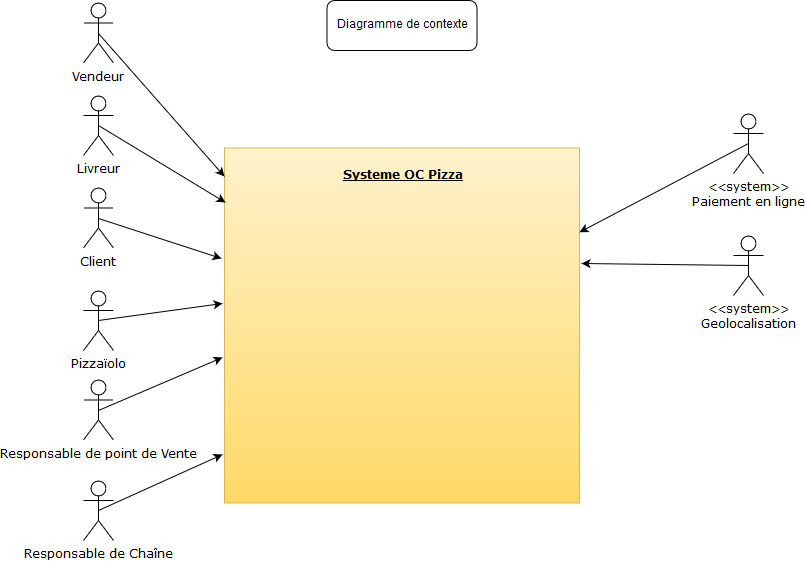 Diagramme de contexte
Vendeur
Livreur
Client
Pizzaïolo
Responsable de point de Vente
Responsable de Chaîne
Systeme OC Pizza
<<system>>
Paiement en ligne
<<system>>
Geolocalisation